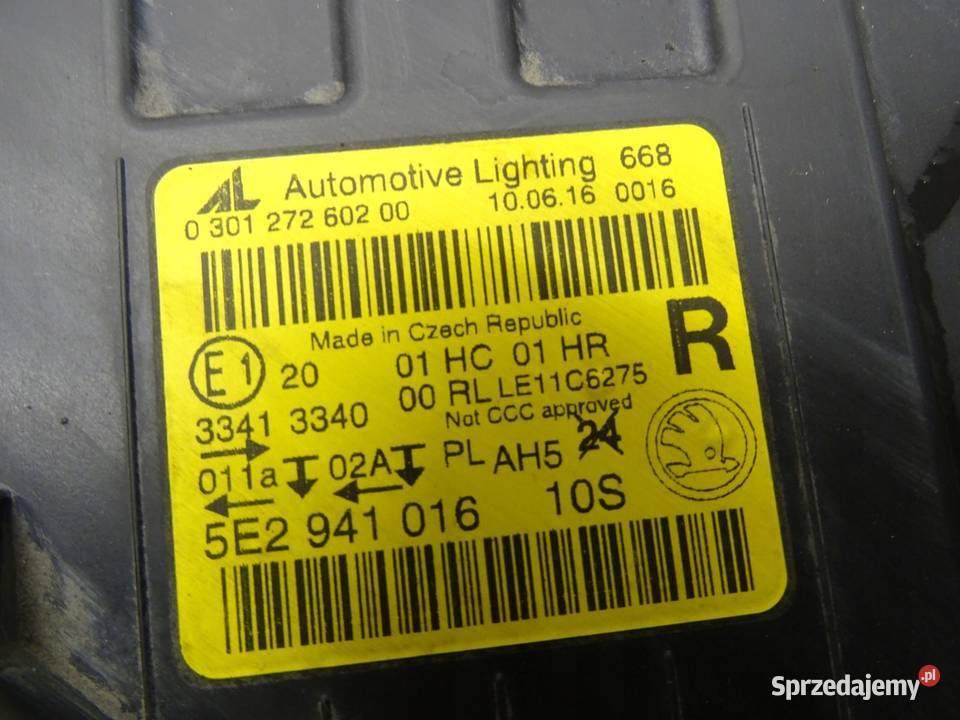 AL Automotive Lighting 668
0 301 272 602 00 10.06.16 0016
Made in Czech Republic
R
E1 20 01 HC 01 HR
3341 3340 00 RL LE11C6275
Not CCC approved
011a 02A PL AH5 24
5E2 941 016 10S
Sprzedajemy.pl